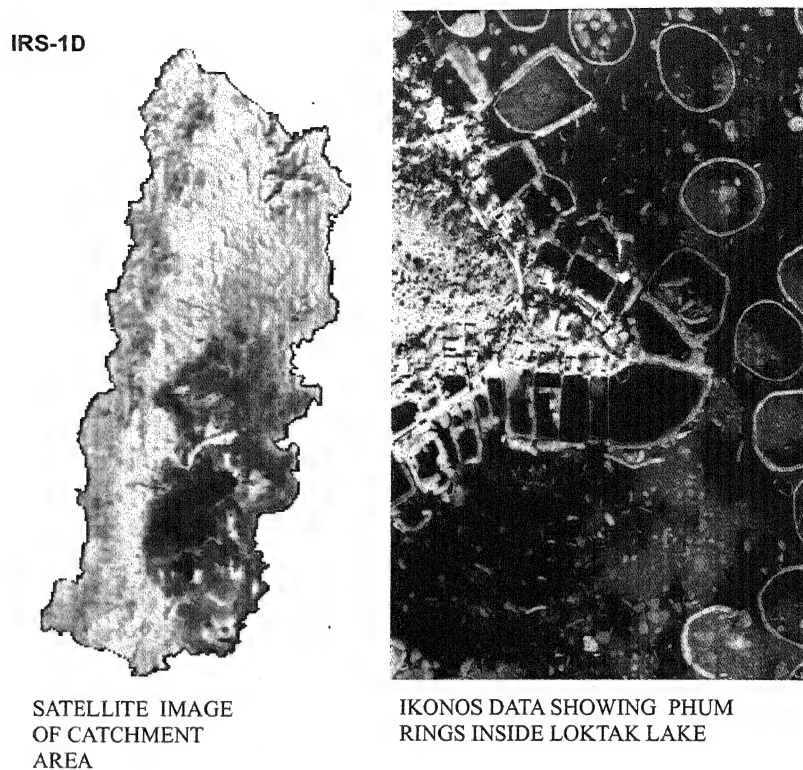 IRS-1D
SATELLITE IMAGE
OF CATCHMENT
AREA
IKONOS DATA SHOWING PHUM
RINGS INSIDE LOKTAK LAKE